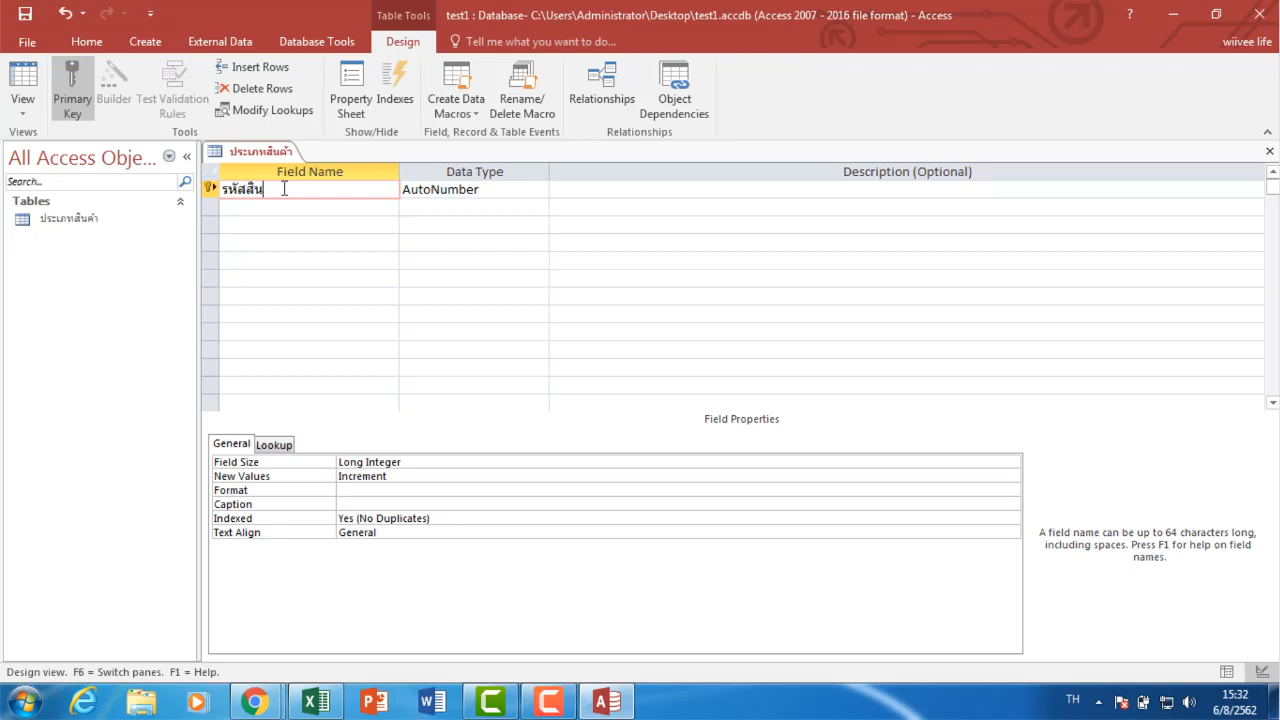 Table Tools
test1 : Database- C:\Users\Administrator\Desktop\test1.accdb (Access 2007 - 2016 file format) - Access
?
File Home Create External Data Database Tools Design Tell me what you want to do... wiivee life
View
Primary Key
Builder
Test Validation Rules
Insert Rows
Delete Rows
Modify Lookups
Property Sheet
Indexes
Create Data Macros
Rename/ Delete Macro
Relationships
Object Dependencies
Views Tools Show/Hide Field, Record & Table Events Relationships
All Access Obje...
Search...
Tables
ประเภทสินค้า
ประเภทสินค้า
Field Name Data Type Description (Optional)
รหัสสิน AutoNumber
Field Properties
General Lookup
Field Size Long Integer
New Values Increment
Format
Caption
Indexed Yes (No Duplicates)
Text Align General
A field name can be up to 64 characters long,
including spaces. Press F1 for help on field
names.
Design view. F6 = Switch panes. F1 = Help.
TH
15:32
6/8/2562